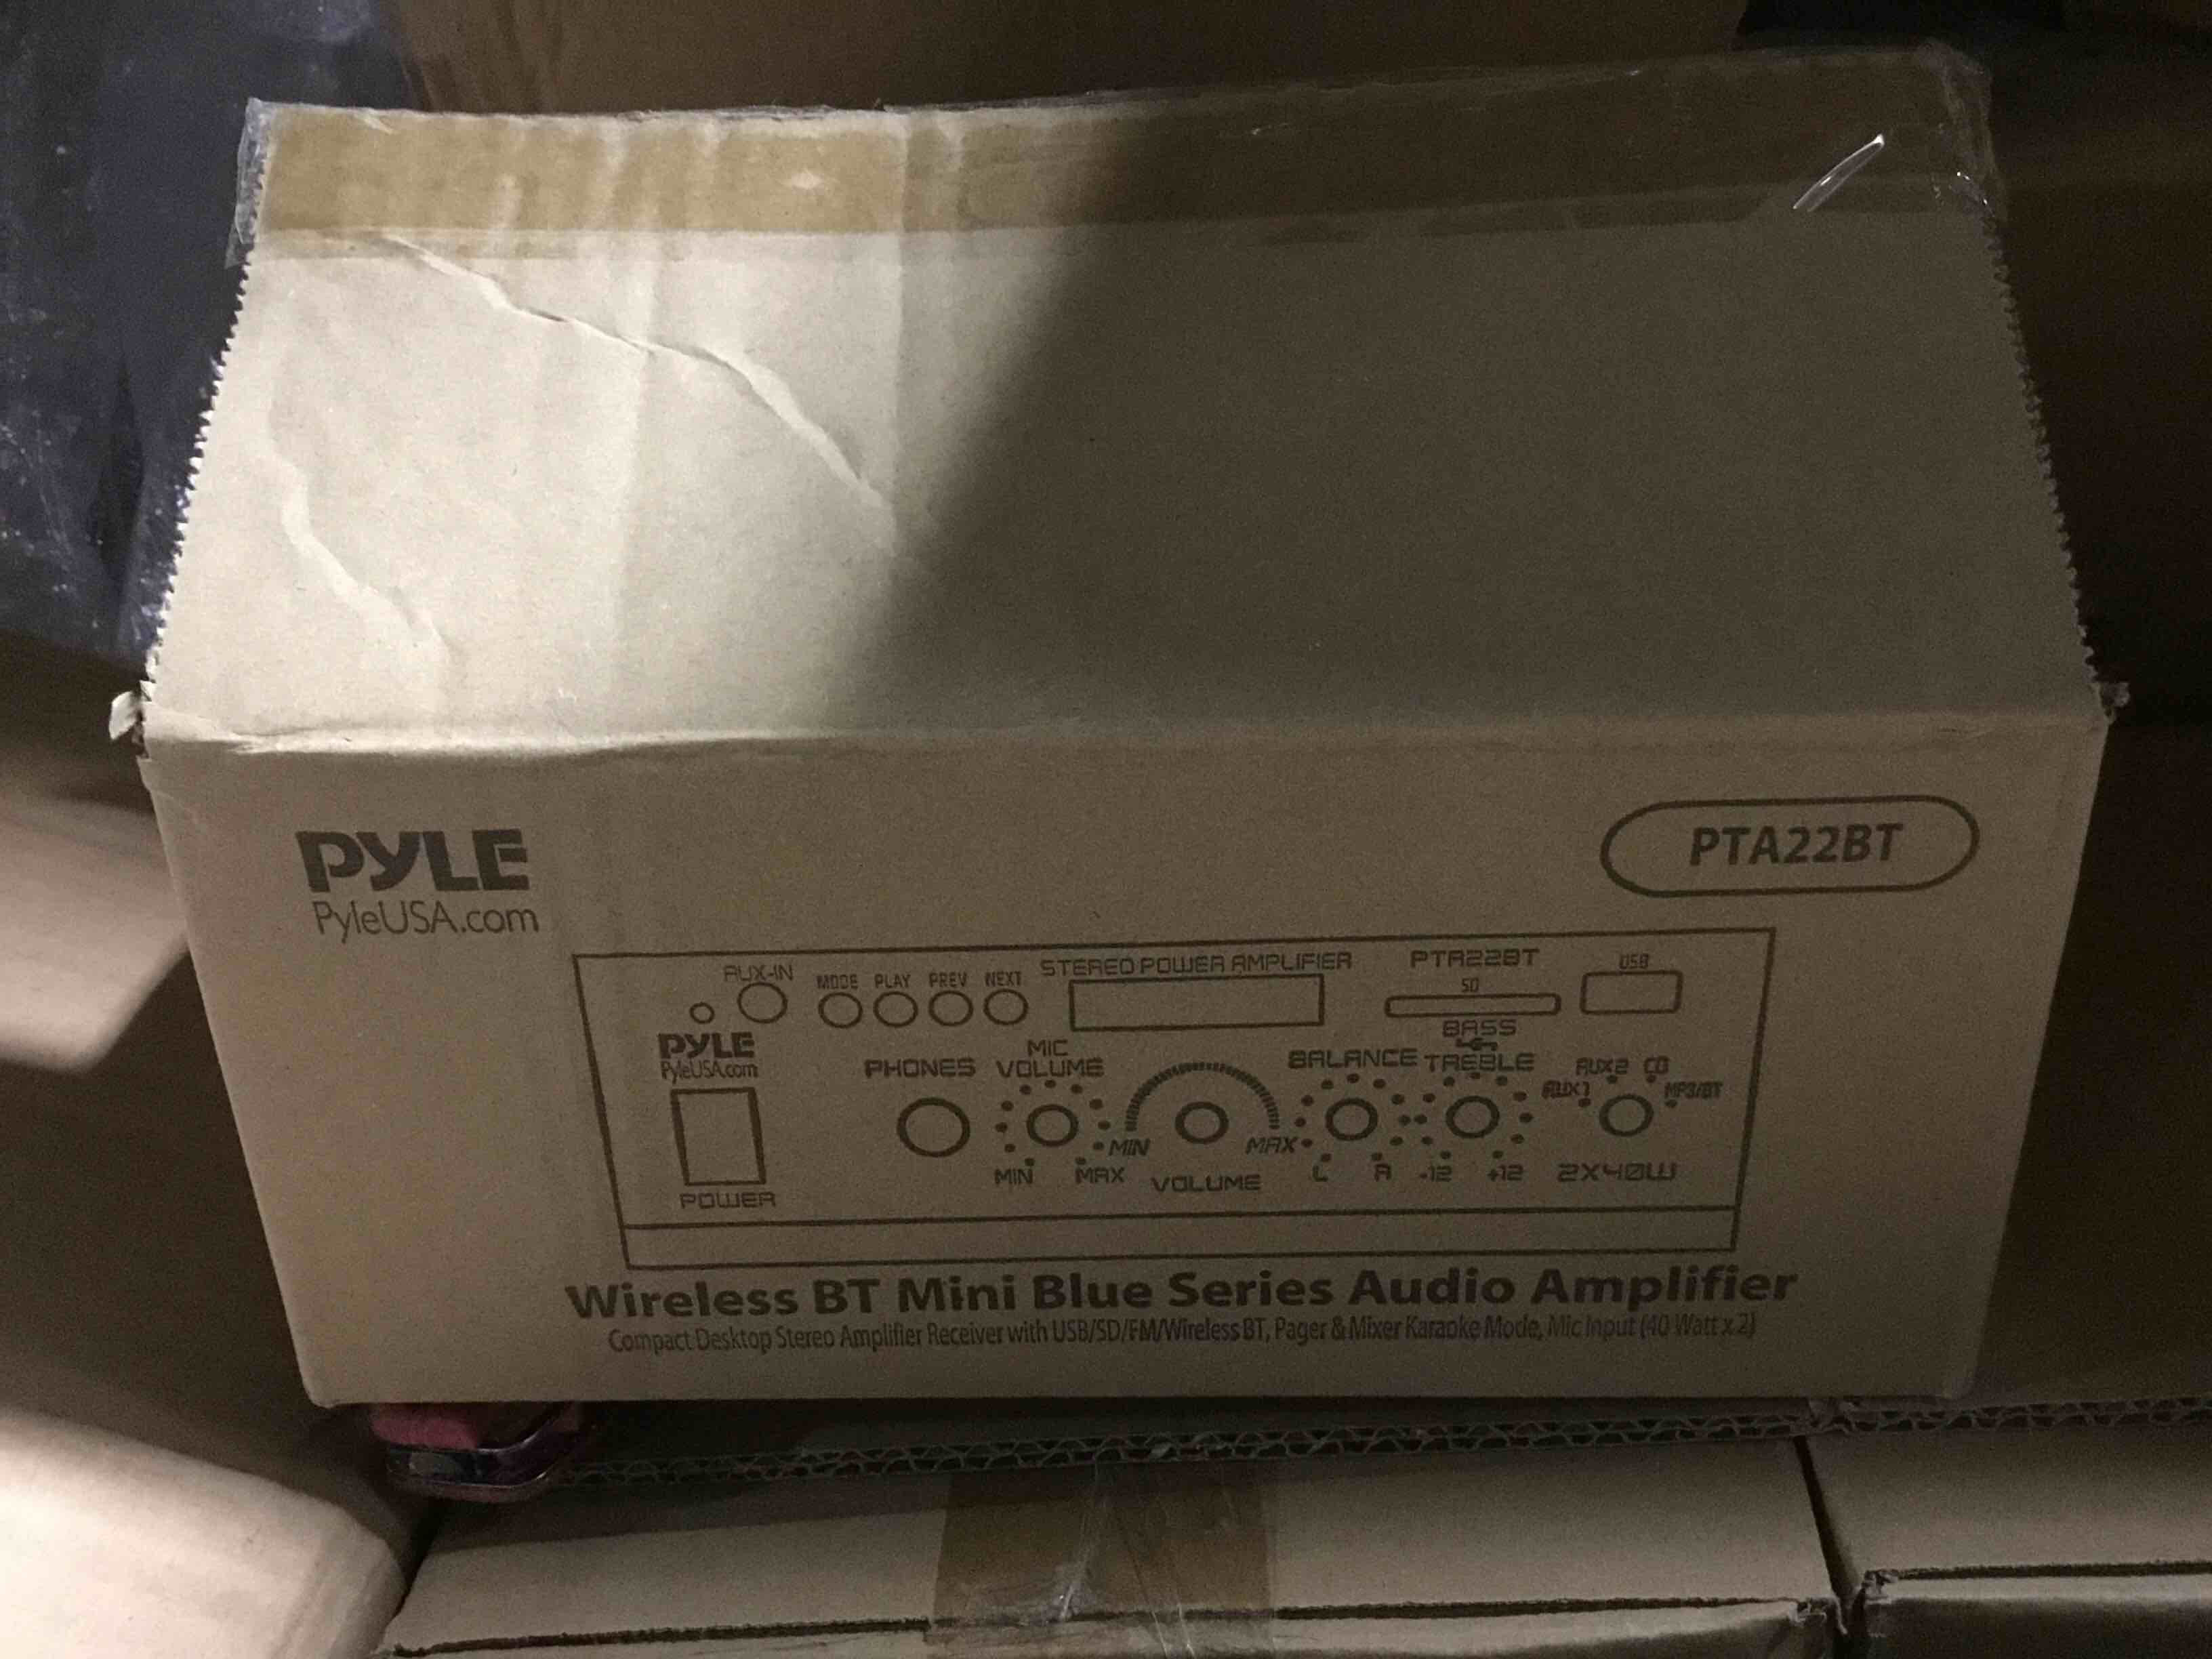 PYLE
PyleUSA.com
PTA22BT
AUX-IN
MODE PLAY PREV NEXT
STEREO POWER AMPLIFIER
PTA22BT
SD
USB
PYLE
PyleUSA.com
POWER
PHONES
MIC
VOLUME
MIN MAX
MIN MAX
VOLUME
BALANCE
L R
BASS
TREBLE
-12 +12
AUX1 AUX2 CD MP3/BT
2X40W
Wireless BT Mini Blue Series Audio Amplifier
Compact Desktop Stereo Amplifier Receiver with USB/SD/FM/Wireless BT, Pager & Mixer Karaoke Mode, Mic Input (40 Watt x 2)